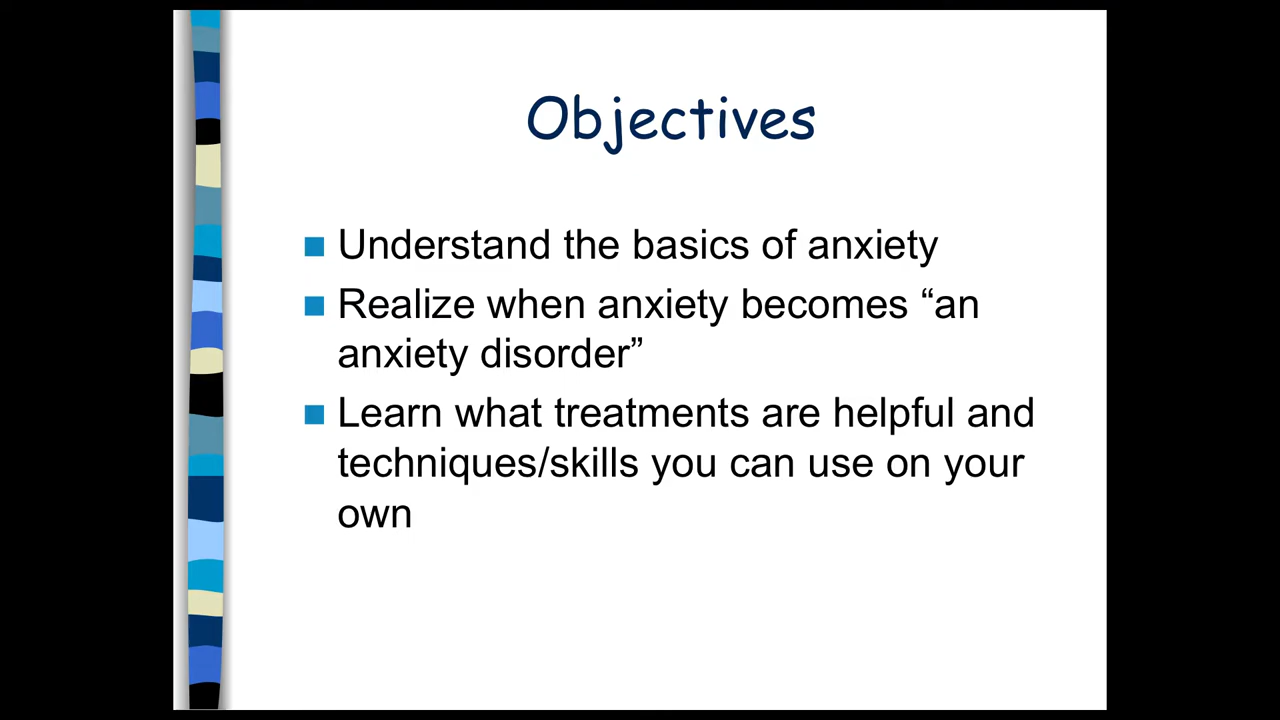 Objectives
Understand the basics of anxiety
Realize when anxiety becomes “an
anxiety disorder”
Learn what treatments are helpful and
techniques/skills you can use on your
own